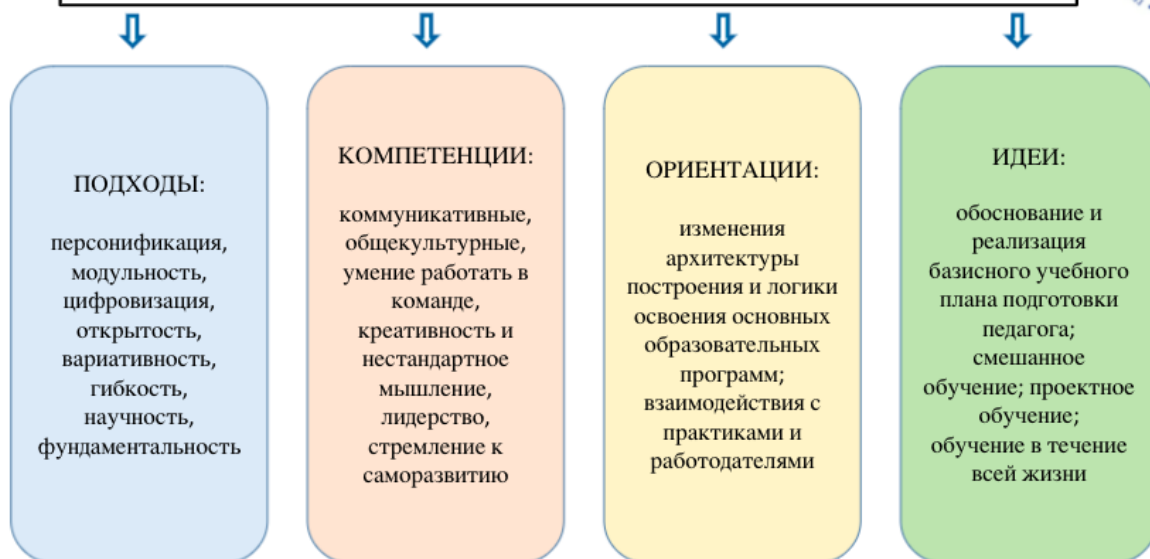 ПОДХОДЫ:
персонификация,
модульность,
цифровизация,
открытость,
вариативность,
гибкость,
научность,
фундаментальность
КОМПЕТЕНЦИИ:
коммуникативные,
общекультурные,
умение работать в
команде,
креативность и
нестандартное
мышление,
лидерство,
стремление к
саморазвитию
ОРИЕНТАЦИИ:
изменения
архитектуры
построения и логики
освоения основных
образовательных
программ;
взаимодействия с
практиками и
работодателями
ИДЕИ:
обоснование и
реализация
базисного учебного
плана подготовки
педагога;
смешанное
обучение; проектное
обучение;
обучение в течение
всей жизни